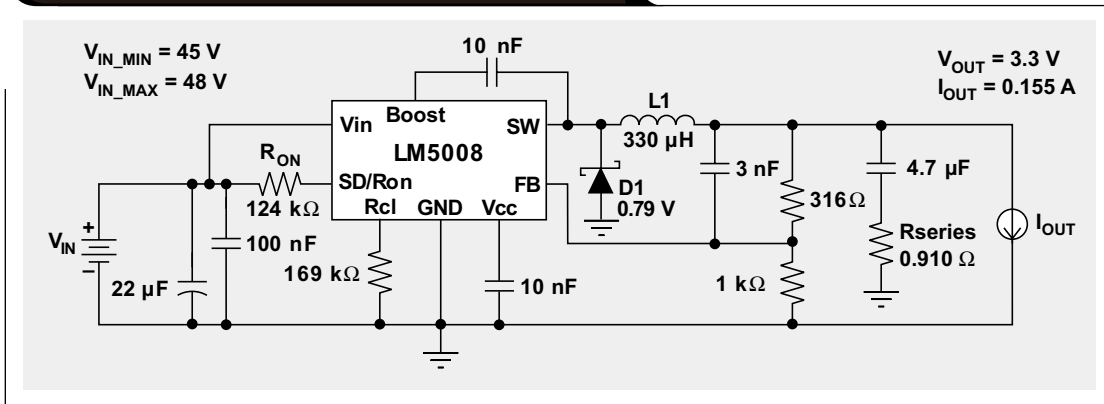 V_IN_MIN = 45 V
V_IN_MAX = 48 V
10 nF
V_OUT = 3.3 V
I_OUT = 0.155 A
Vin
Boost
SW
LM5008
SD/Ron
FB
Rcl
GND
Vcc
L1
330 µH
R_ON
124 kΩ
D1
0.79 V
3 nF
316Ω
4.7 µF
Rseries
0.910 Ω
I_OUT
+
V_IN
−
22 µF
100 nF
169 kΩ
10 nF
1 kΩ